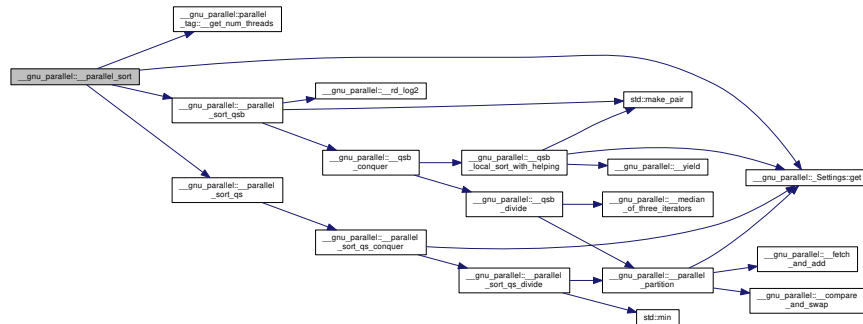 __gnu_parallel::parallel
_tag::__get_num_threads
__gnu_parallel::__parallel_sort
__gnu_parallel::__rd_log2
__gnu_parallel::__parallel
_sort_qsb
std::make_pair
__gnu_parallel::__qsb
_conquer
__gnu_parallel::__qsb
_local_sort_with_helping
__gnu_parallel::__yield
__gnu_parallel::_Settings::get
__gnu_parallel::__parallel
_sort_qs
__gnu_parallel::__qsb
_divide
__gnu_parallel::__median
_of_three_iterators
__gnu_parallel::__parallel
_sort_qs_conquer
__gnu_parallel::__fetch
_and_add
__gnu_parallel::__parallel
_sort_qs_divide
__gnu_parallel::__parallel
_partition
__gnu_parallel::__compare
_and_swap
std::min